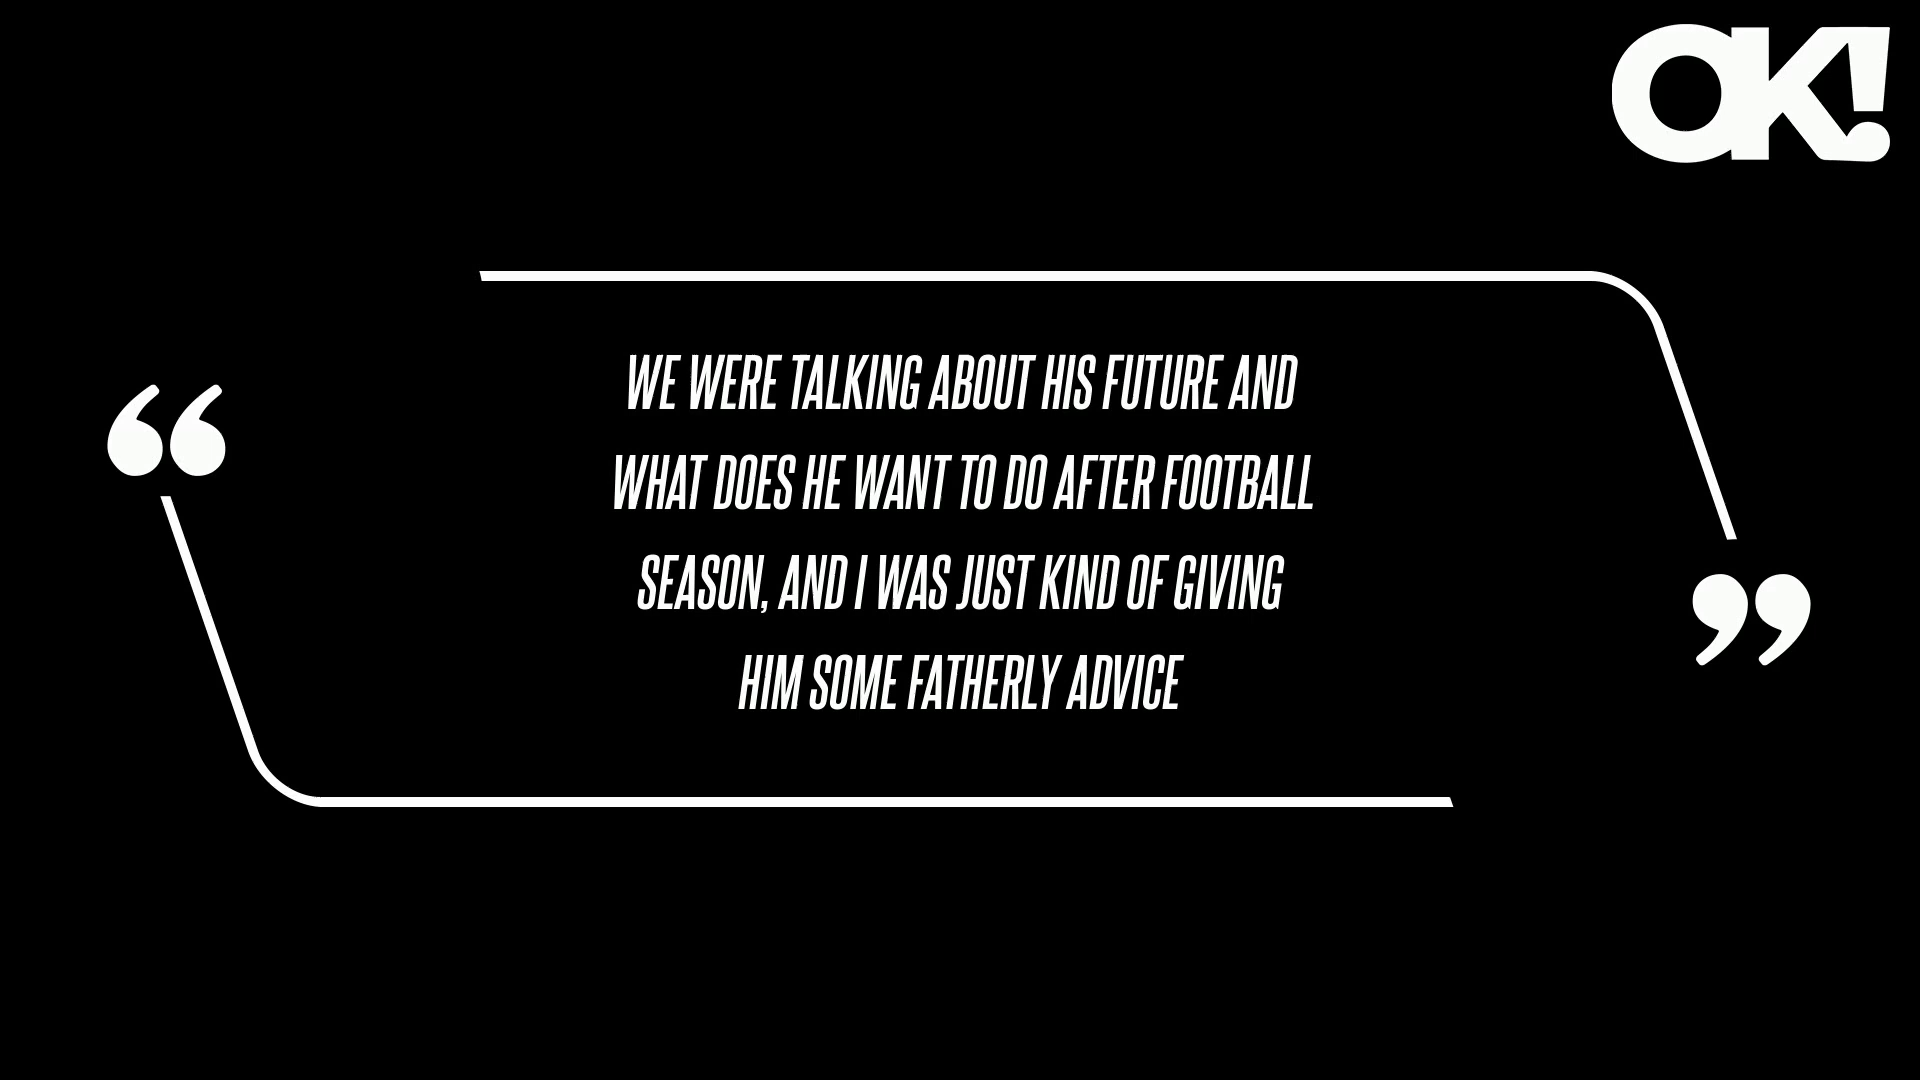 OK!
“
WE WERE TALKING ABOUT HIS FUTURE AND
WHAT DOES HE WANT TO DO AFTER FOOTBALL
SEASON, AND I WAS JUST KIND OF GIVING
HIM SOME FATHERLY ADVICE
”